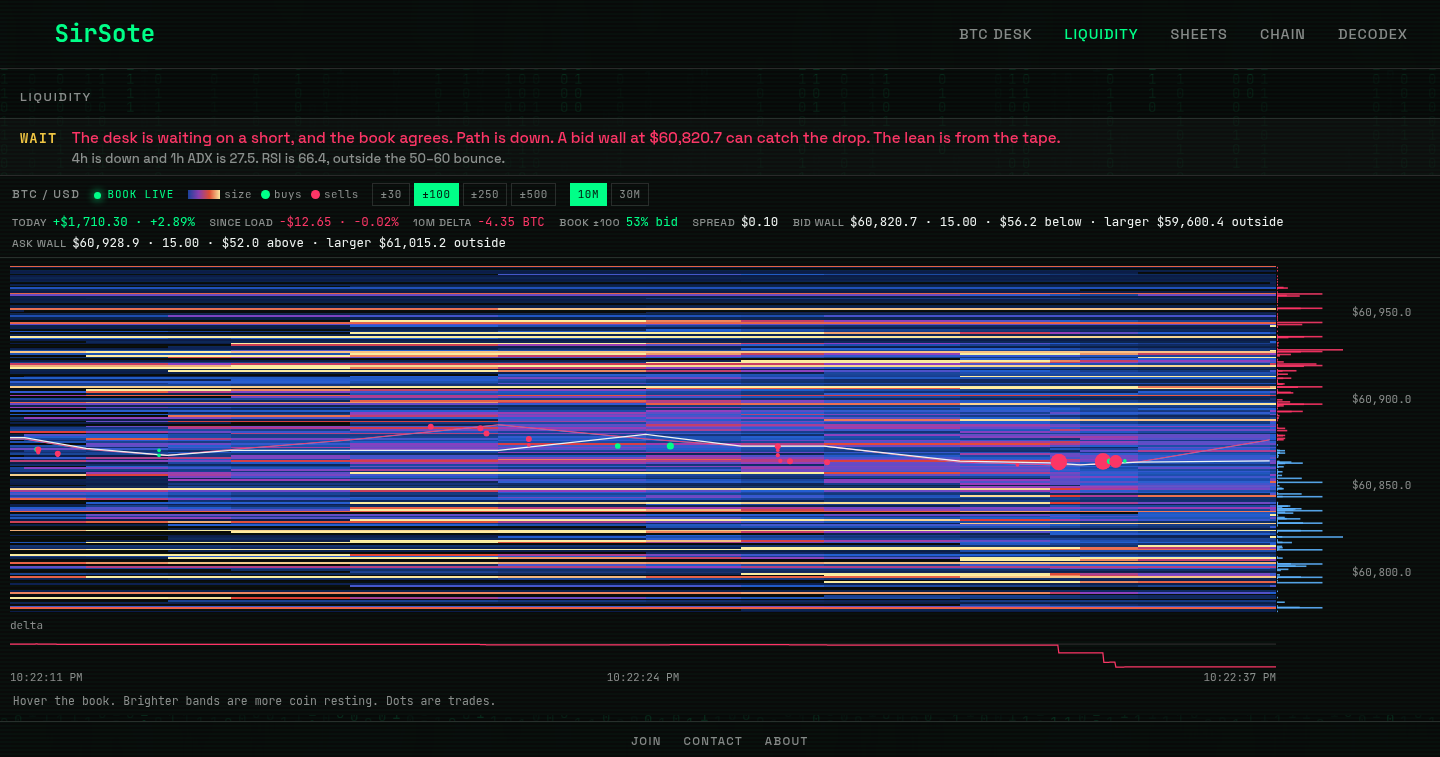 SirSote
BTC DESK LIQUIDITY SHEETS CHAIN DECODEX
LIQUIDITY
WAIT The desk is waiting on a short, and the book agrees. Path is down. A bid wall at $60,820.7 can catch the drop. The lean is from the tape.
4h is down and 1h ADX is 27.5. RSI is 66.4, outside the 50–60 bounce.
BTC / USD BOOK LIVE size buys sells ±30 ±100 ±250 ±500 10M 30M
TODAY +$1,710.30 · +2.89% SINCE LOAD -$12.65 · -0.02% 10M DELTA -4.35 BTC BOOK ±100 53% bid SPREAD $0.10 BID WALL $60,820.7 · 15.00 · $56.2 below · larger $59,600.4 outside
ASK WALL $60,928.9 · 15.00 · $52.0 above · larger $61,015.2 outside
$60,950.0
$60,900.0
$60,850.0
$60,800.0
delta
10:22:11 PM 10:22:24 PM 10:22:37 PM
Hover the book. Brighter bands are more coin resting. Dots are trades.
JOIN CONTACT ABOUT